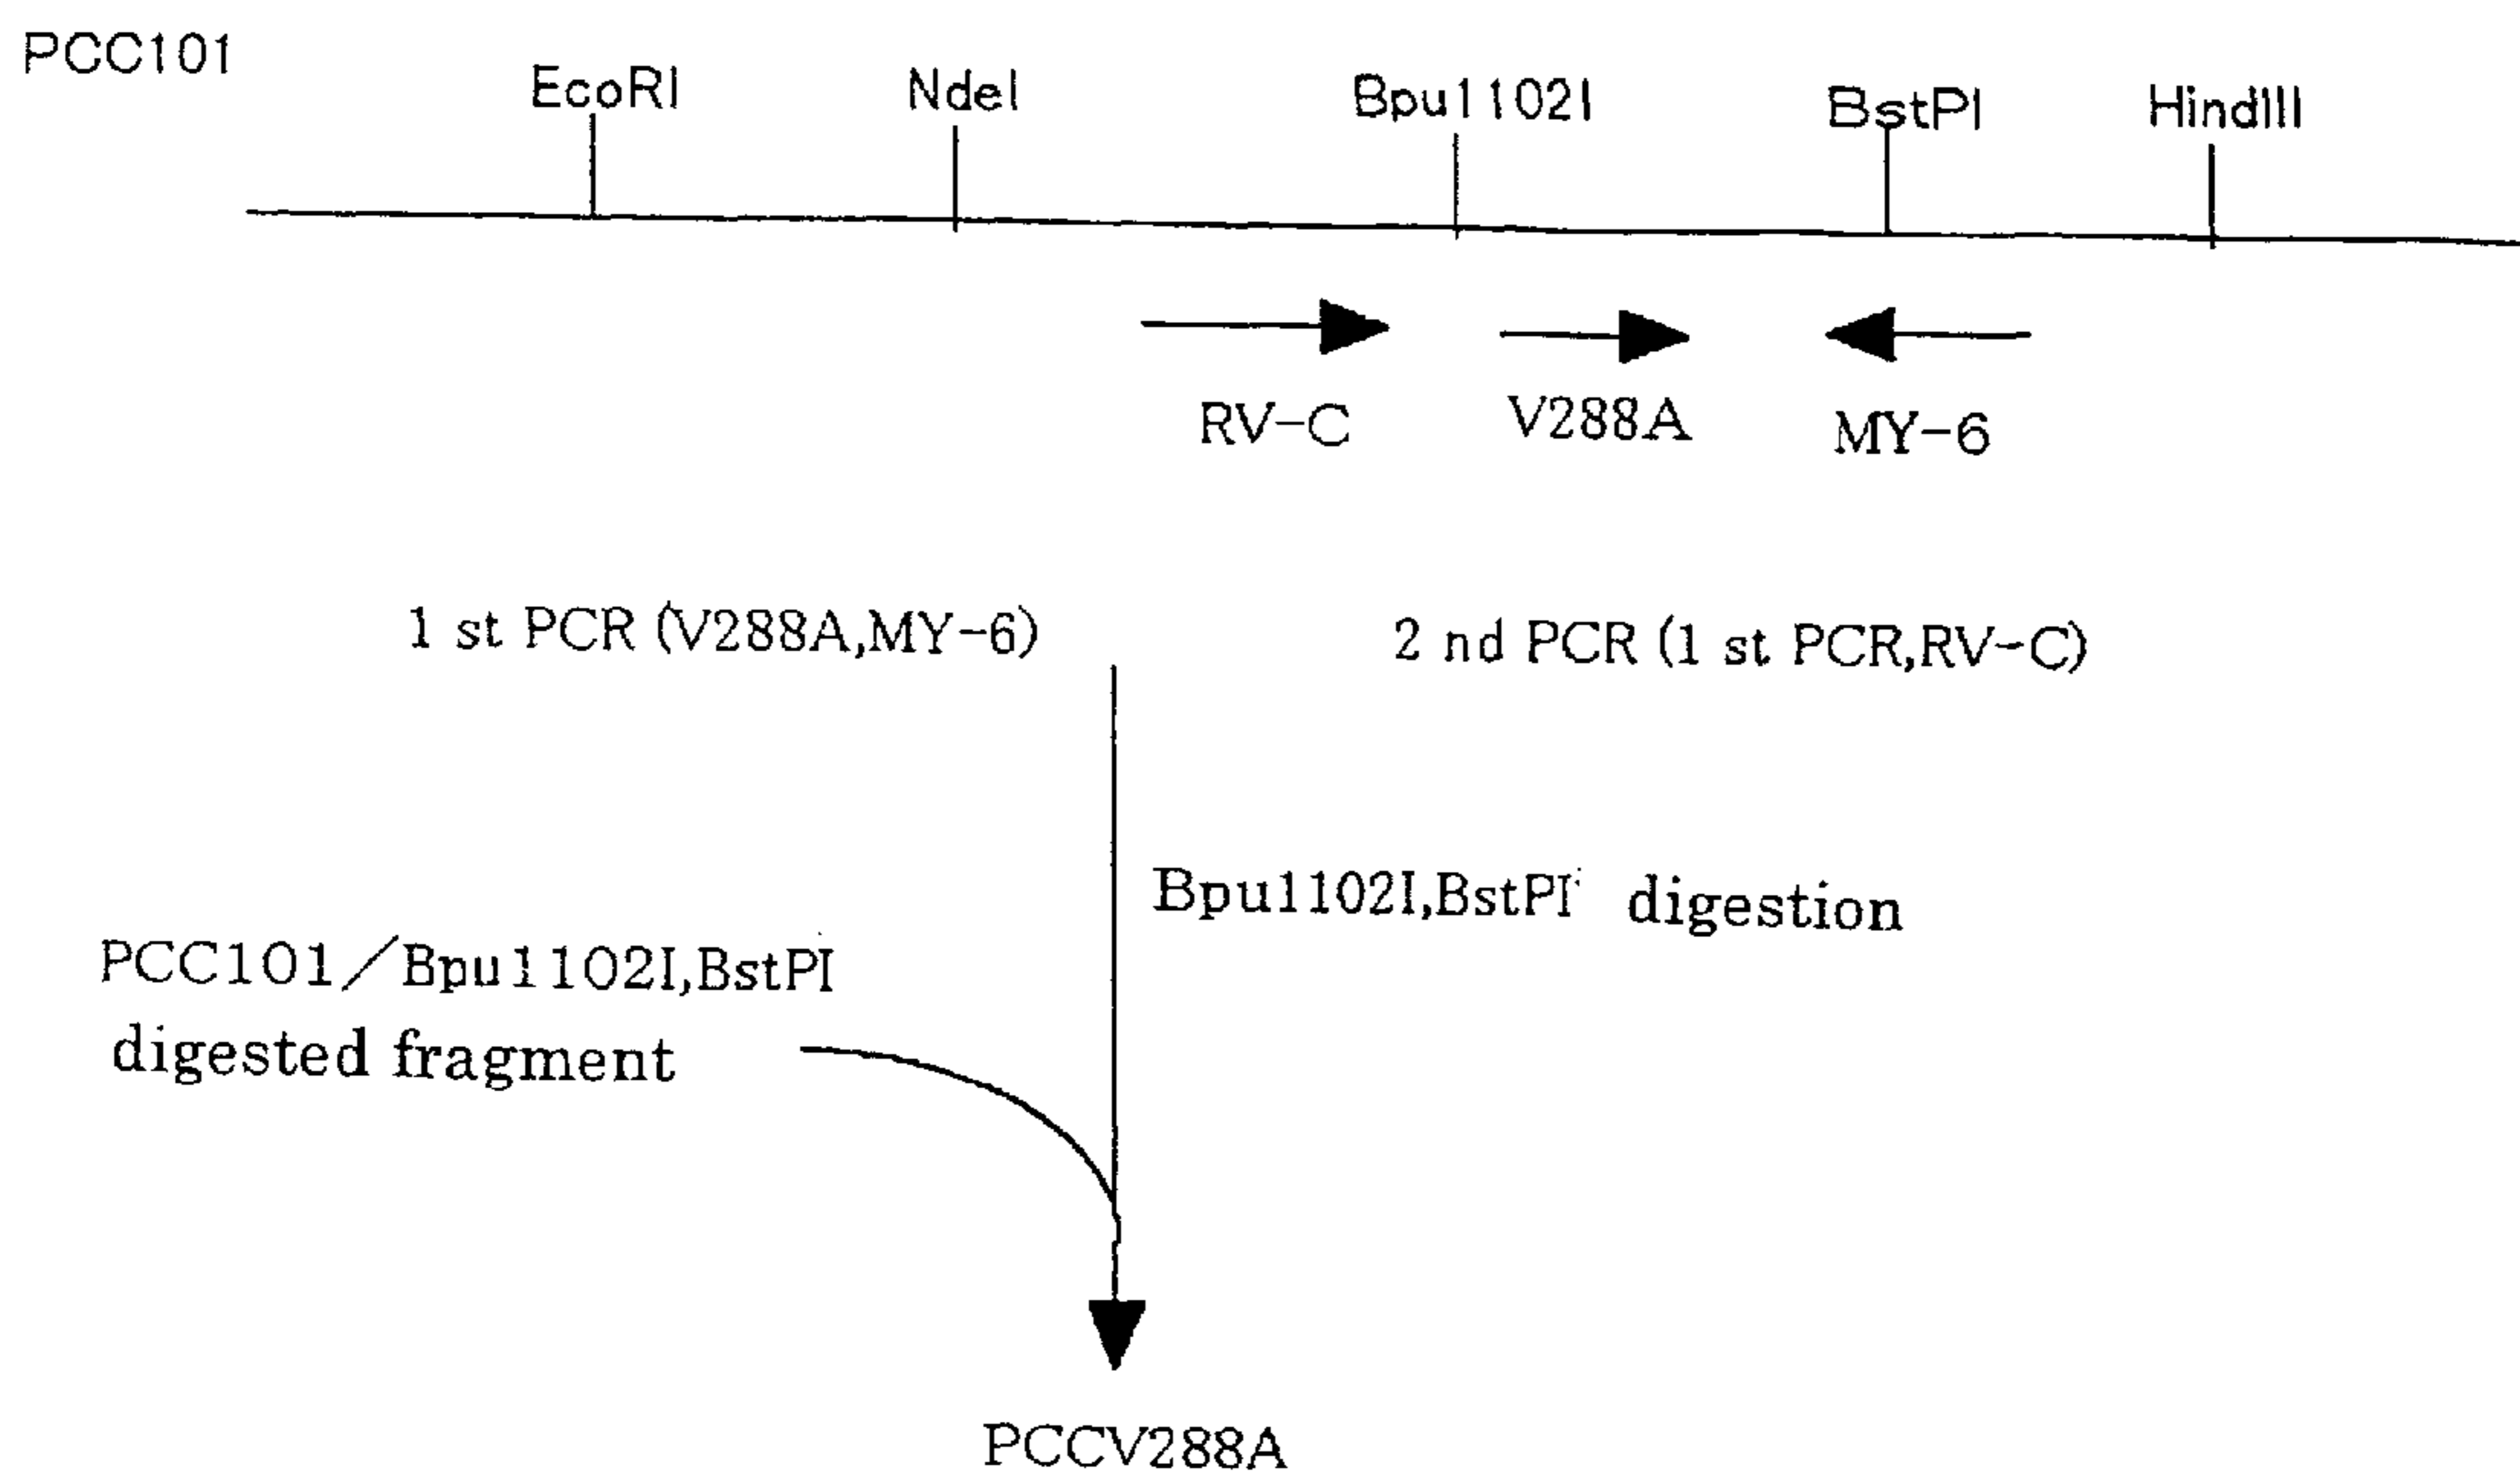 PCC101
EcoRI NdeI Bpu1102I BstPI HindIII
RV-C V288A MY-6
1 st PCR (V288A,MY-6) 2 nd PCR (1 st PCR,RV-C)
Bpu1102I,BstPI digestion
PCC101/Bpu1102I,BstPI
digested fragment
PCCV288A